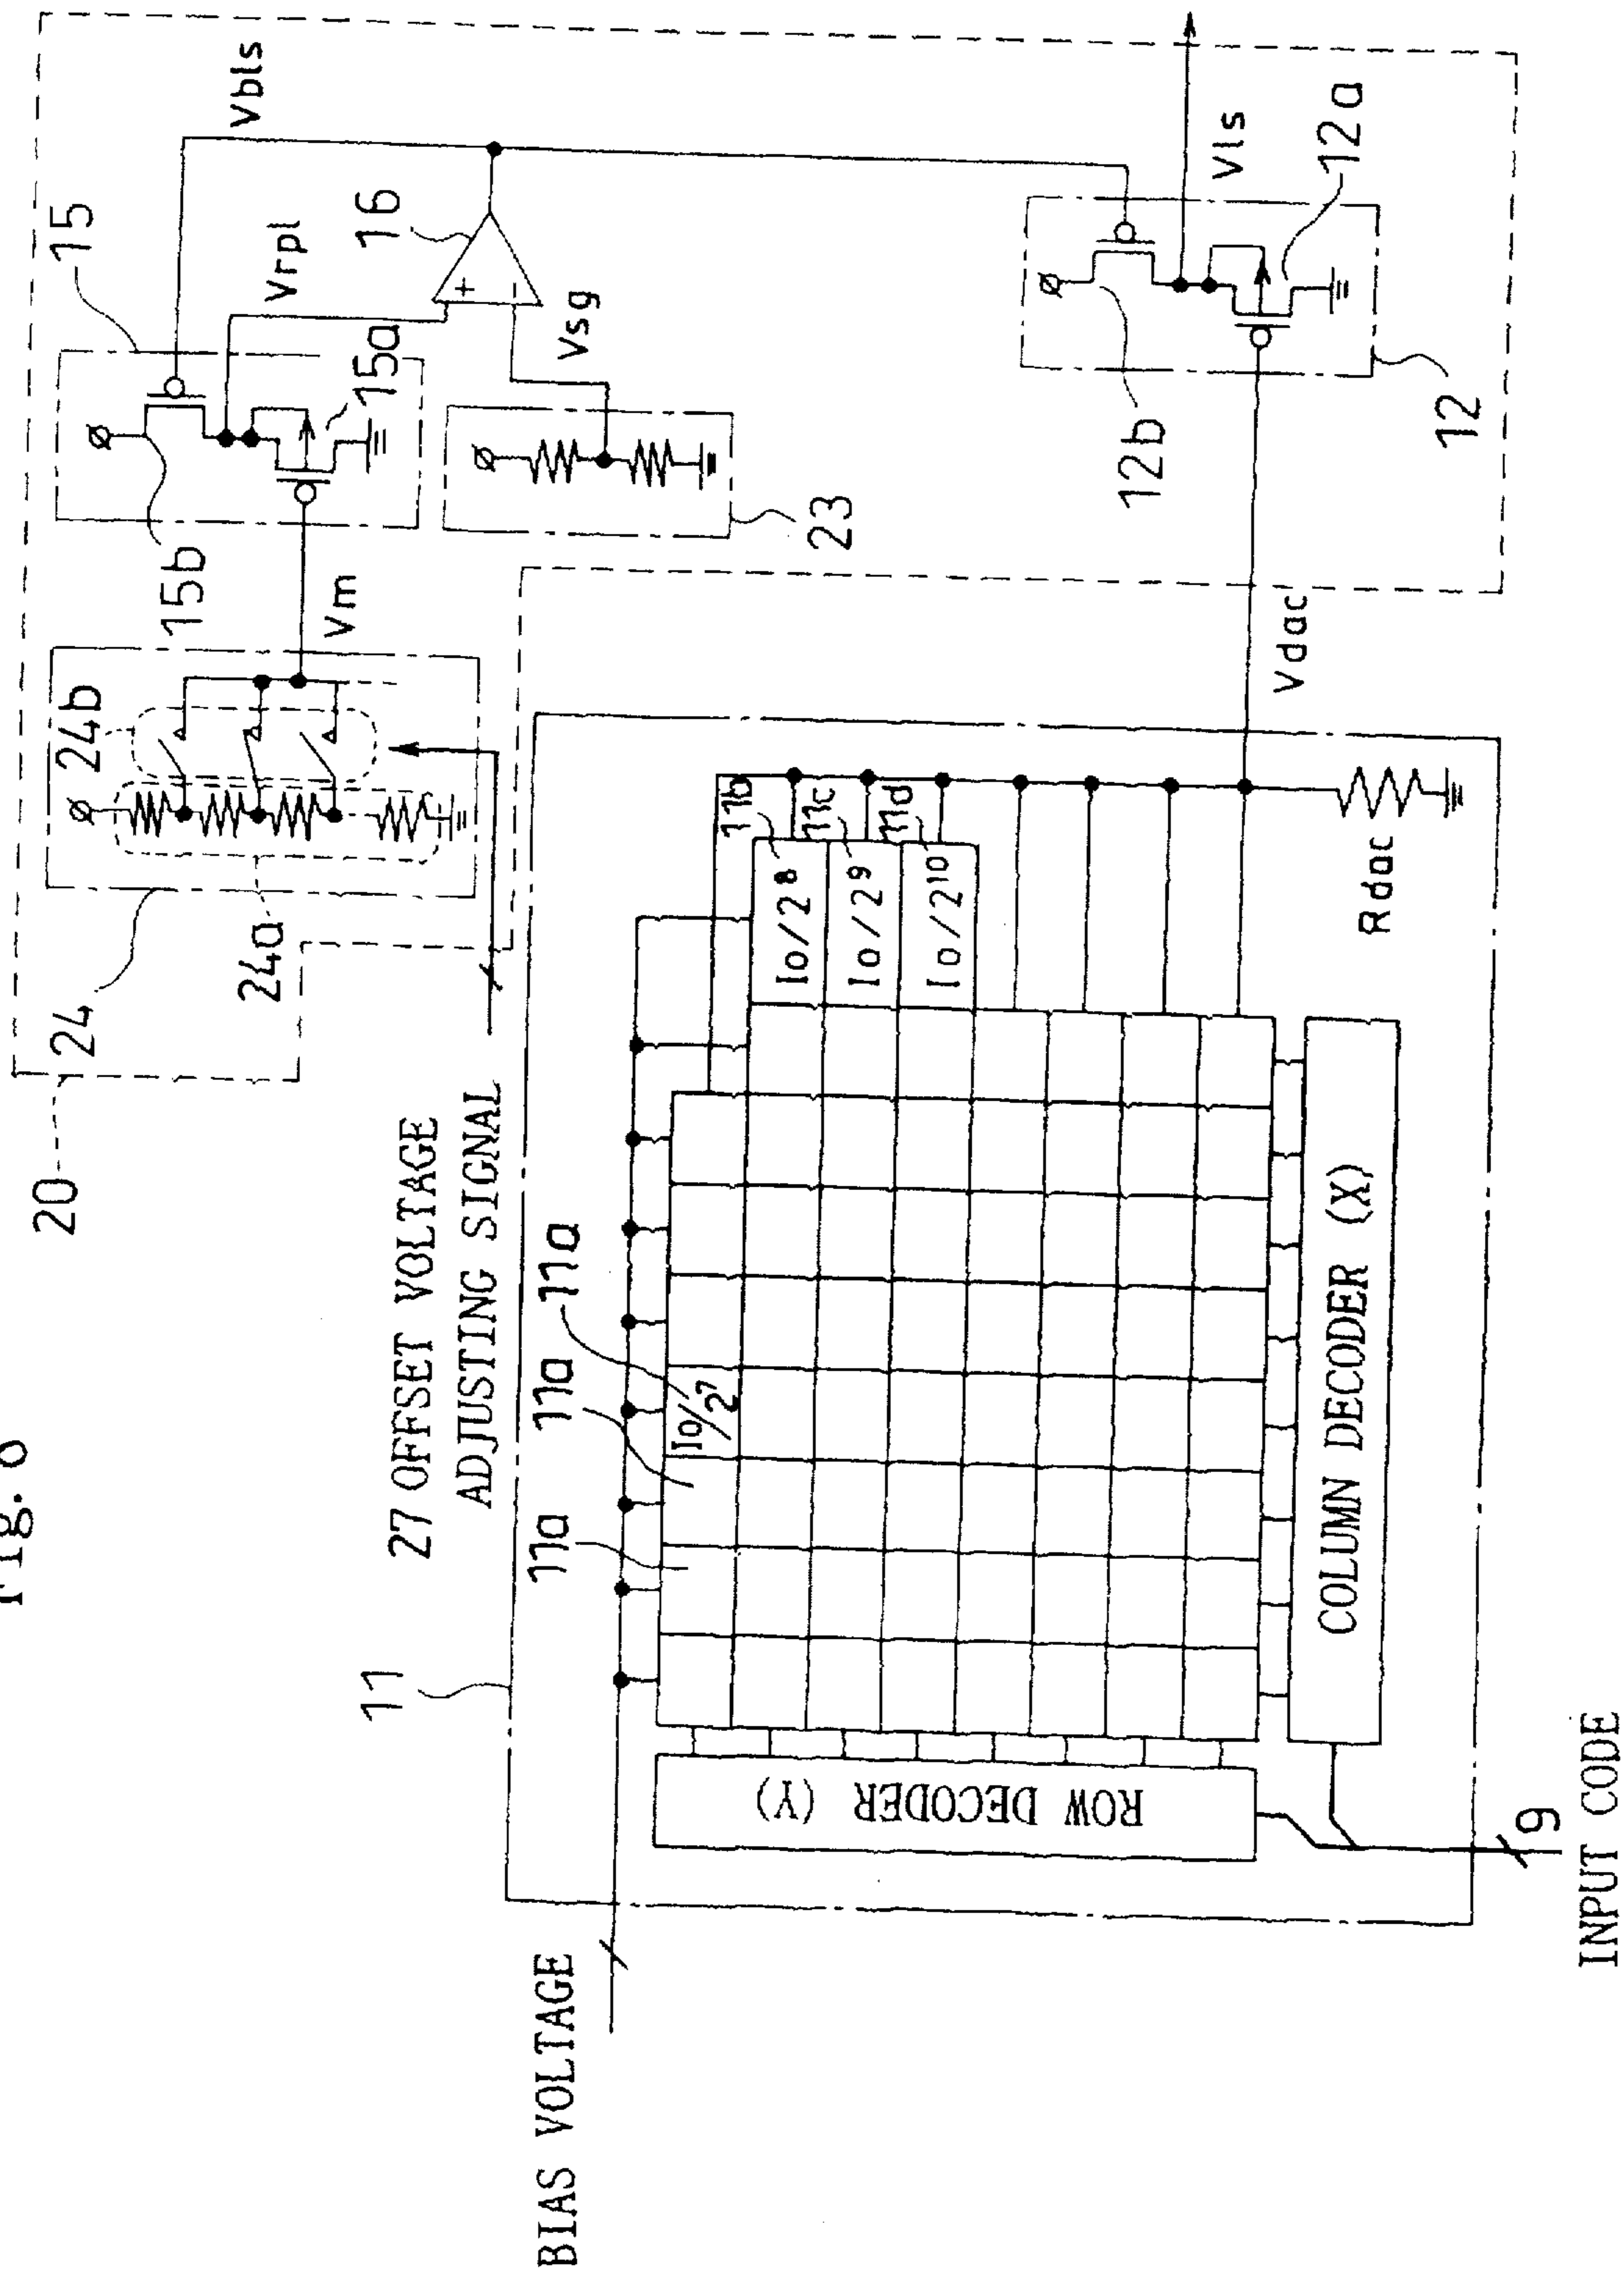 Fig.
20
24
24a
24b
15b
15
Vbls
Vrpl
15a
16
Vm
Vsg
23
27 OFFSET VOLTAGE
ADJUSTING SIGNAL
11
11a
11a
11a
BIAS VOLTAGE
Io/2⁷
11b
11c
11d
Io/2⁸
Io/2⁹
Io/2¹⁰
ROW DECODER (Y)
COLUMN DECODER (X)
Rdac
Vdac
12b
Vls
12a
12
19
INPUT CODE